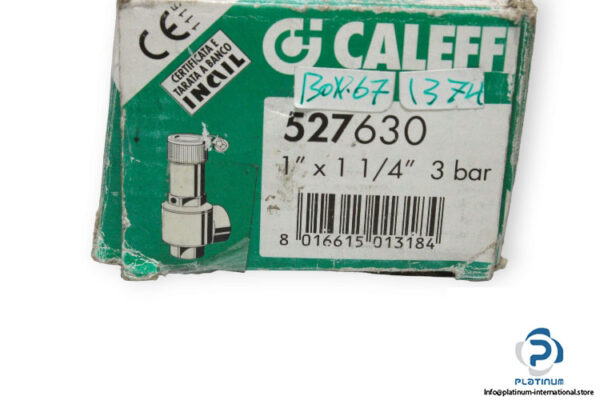 CE
CERTIFICATA E
TARATA A BANCO
INAIL
CALEFFI
BOX.67
1374
527630
1" x 1 1/4" 3 bar
8 016615 013184
PLATINUM
Info@platinum-international.store